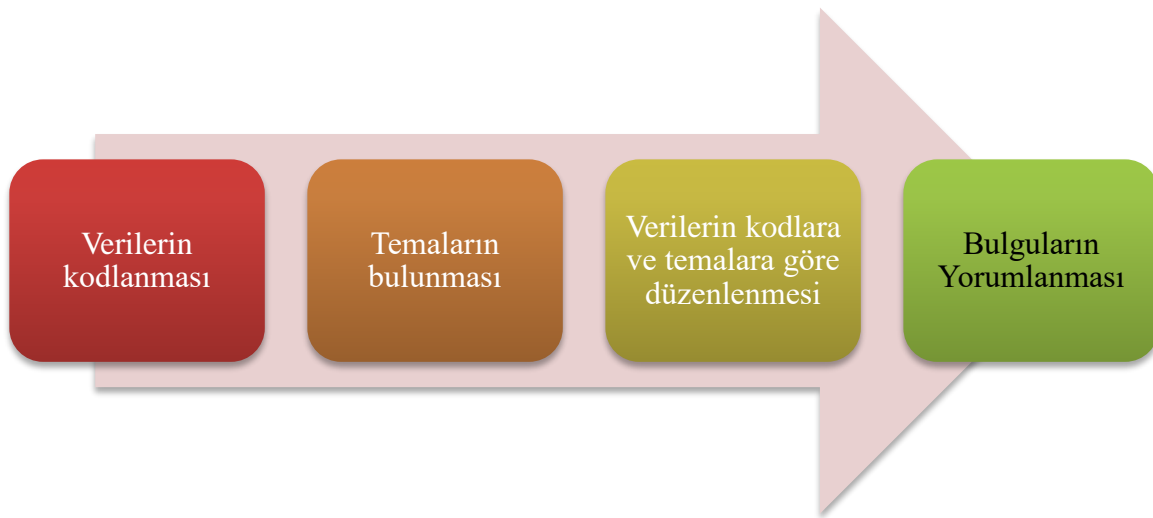 Verilerin
kodlanması
Temaların
bulunması
Verilerin kodlara
ve temalara göre
düzenlenmesi
Bulguların
Yorumlanması